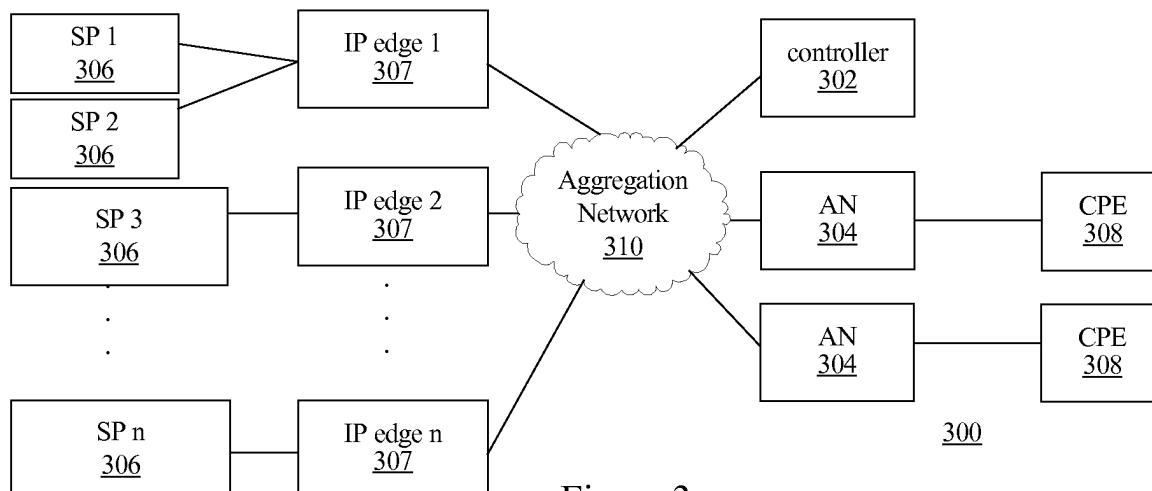 SP 1
306
SP 2
306
SP 3
306
SP n
306
IP edge 1
307
IP edge 2
307
IP edge n
307
Aggregation
Network
310
controller
302
AN
304
CPE
308
AN
304
CPE
308
300
Figure